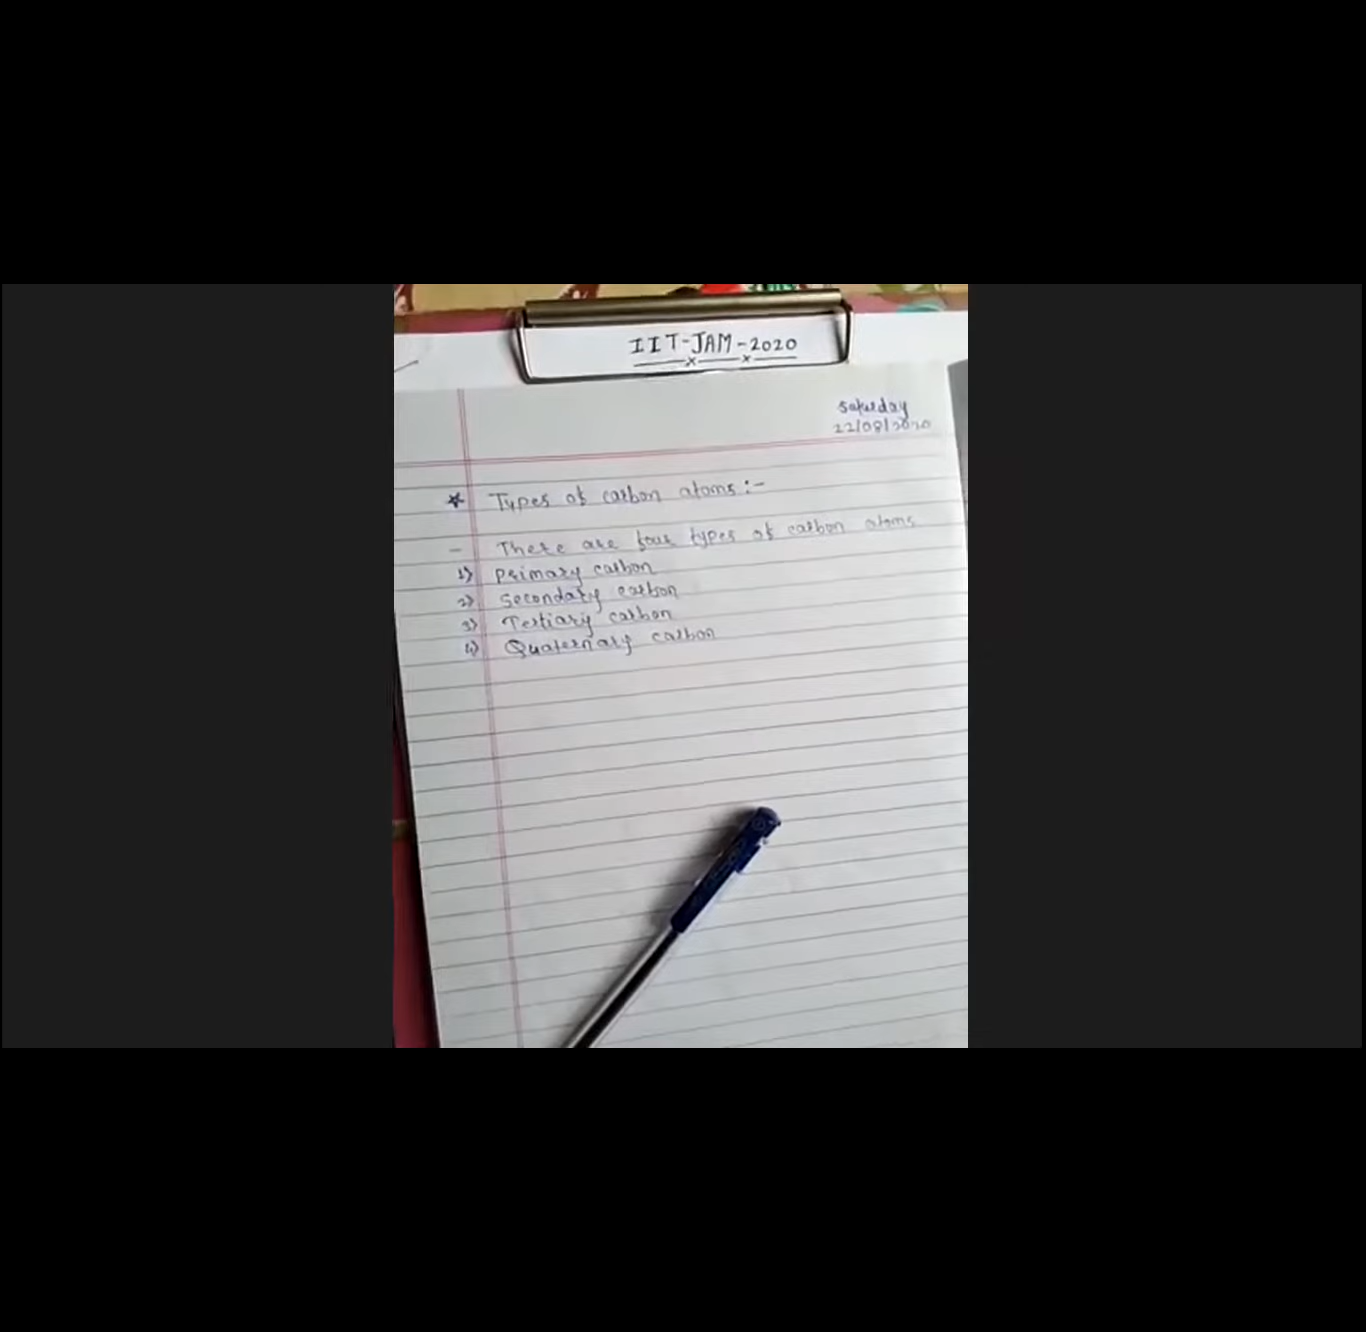 IIT-JAM-2020
Saturday
22/08/2020
* Types of carbon atoms:-
- There are four types of carbon atoms
1) Primary carbon
2) Secondary carbon
3) Tertiary carbon
4) Quaternary carbon